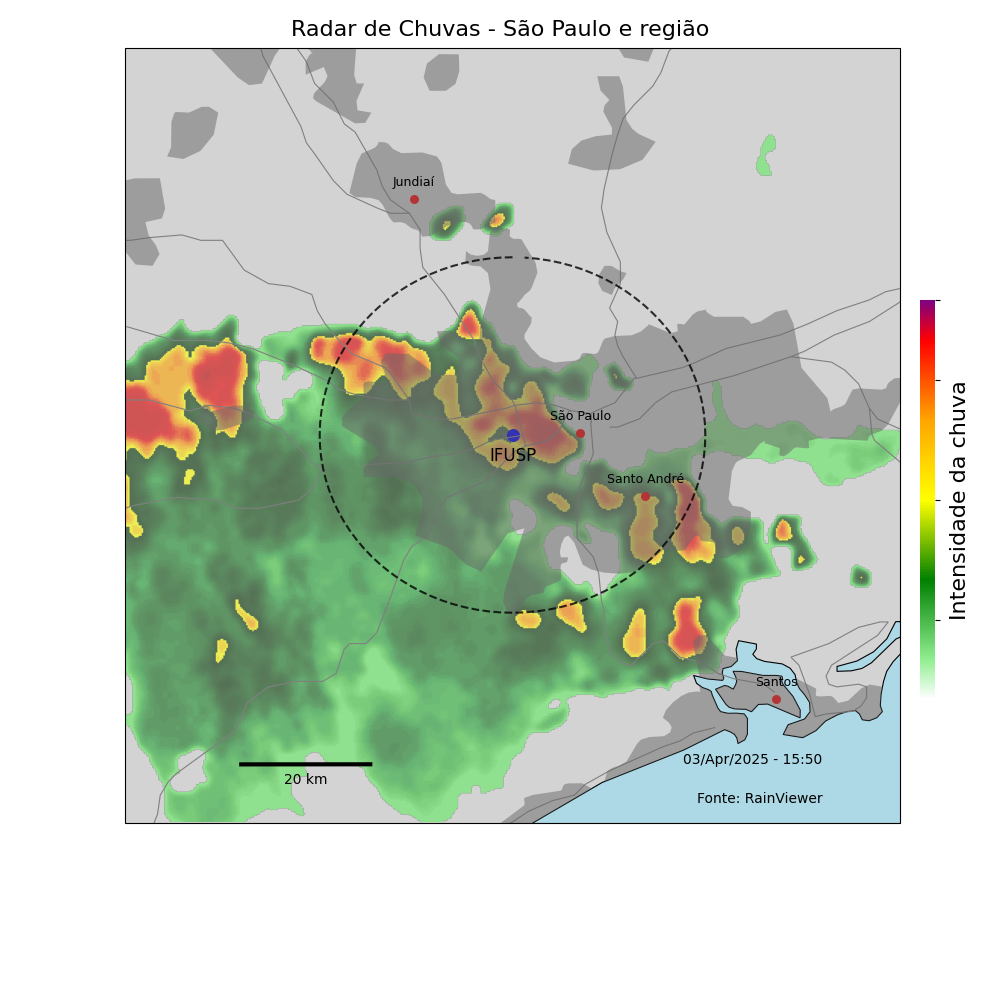 Radar de Chuvas - São Paulo e região
Jundiaí
São Paulo
IFUSP
Santo André
Santos
20 km
03/Apr/2025 - 15:50
Fonte: RainViewer
Intensidade da chuva